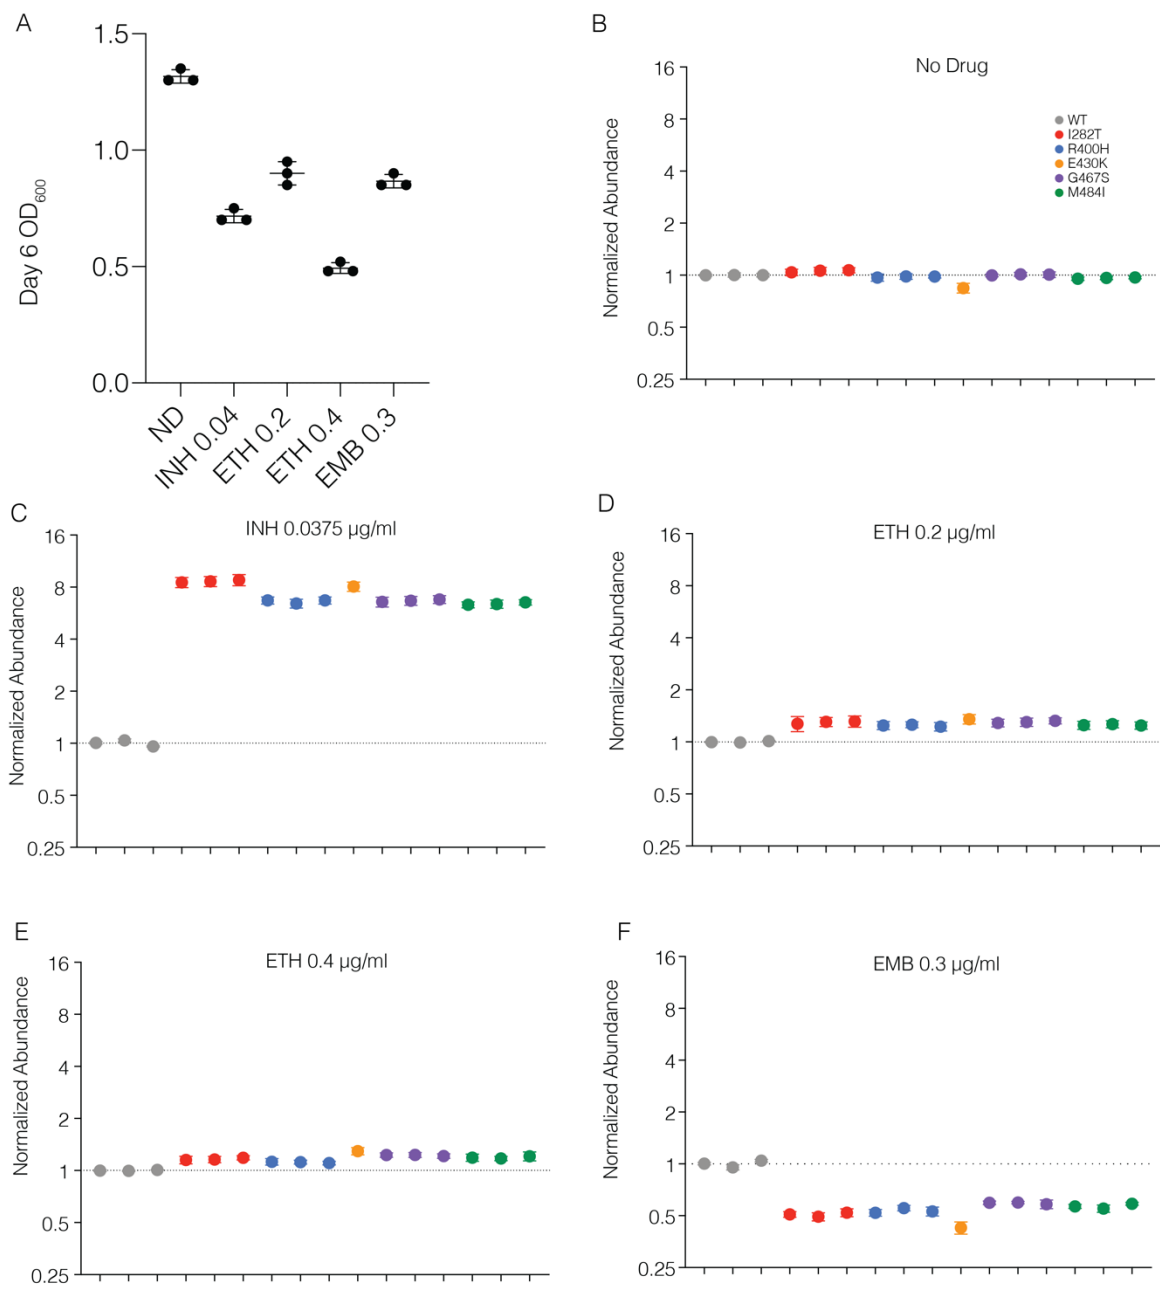 A
1.5
1.0
0.5
0.0
Day 6 OD600
ND
INH 0.04
ETH 0.2
ETH 0.4
EMB 0.3
B
No Drug
16
8
4
2
1
0.5
0.25
Normalized Abundance
WT
I282T
R400H
E430K
G467S
M484I
C
INH 0.0375 µg/ml
16
8
4
2
1
0.5
0.25
Normalized Abundance
D
ETH 0.2 µg/ml
16
8
4
2
1
0.5
0.25
Normalized Abundance
E
ETH 0.4 µg/ml
16
8
4
2
1
0.5
0.25
Normalized Abundance
F
EMB 0.3 µg/ml
16
8
4
2
1
0.5
0.25
Normalized Abundance